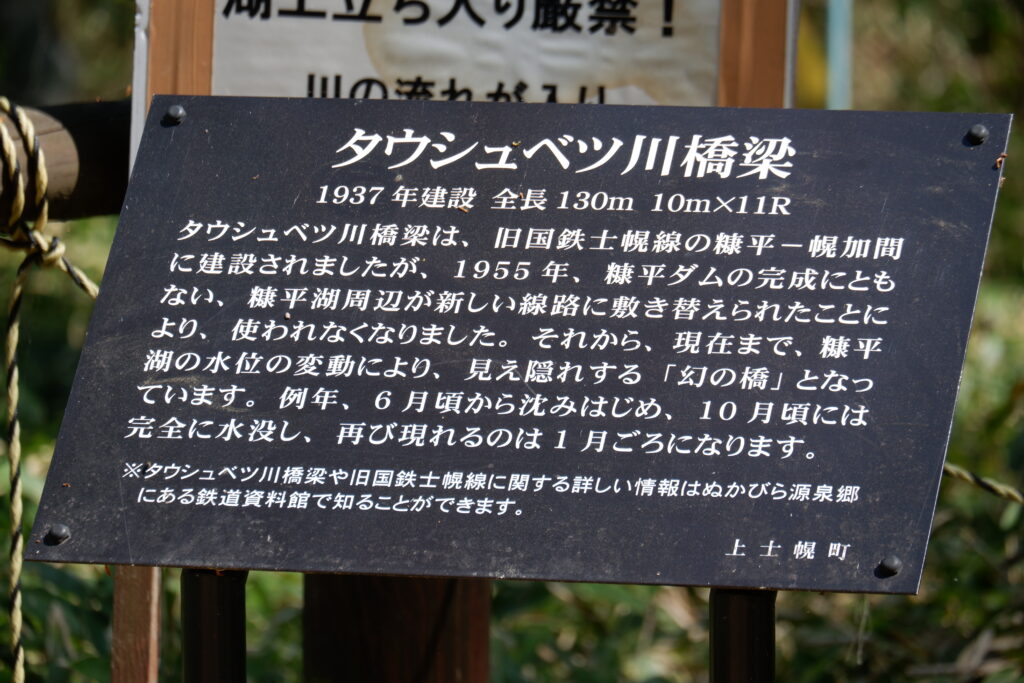 湖上立ち入り厳禁!
川の流れが入り
タウシュベツ川橋梁
1937年建設 全長130m 10m×11R
タウシュベツ川橋梁は、旧国鉄士幌線の糠平－幌加間
に建設されましたが、1955年、糠平ダムの完成にとも
ない、糠平湖周辺が新しい線路に敷き替えられたことに
より、使われなくなりました。それから、現在まで、糠平
湖の水位の変動により、見え隠れする「幻の橋」となっ
ています。例年、6月頃から沈みはじめ、10月頃には
完全に水没し、再び現れるのは1月ごろになります。
※タウシュベツ川橋梁や旧国鉄士幌線に関する詳しい情報はぬかびら源泉郷
にある鉄道資料館で知ることができます。
上士幌町